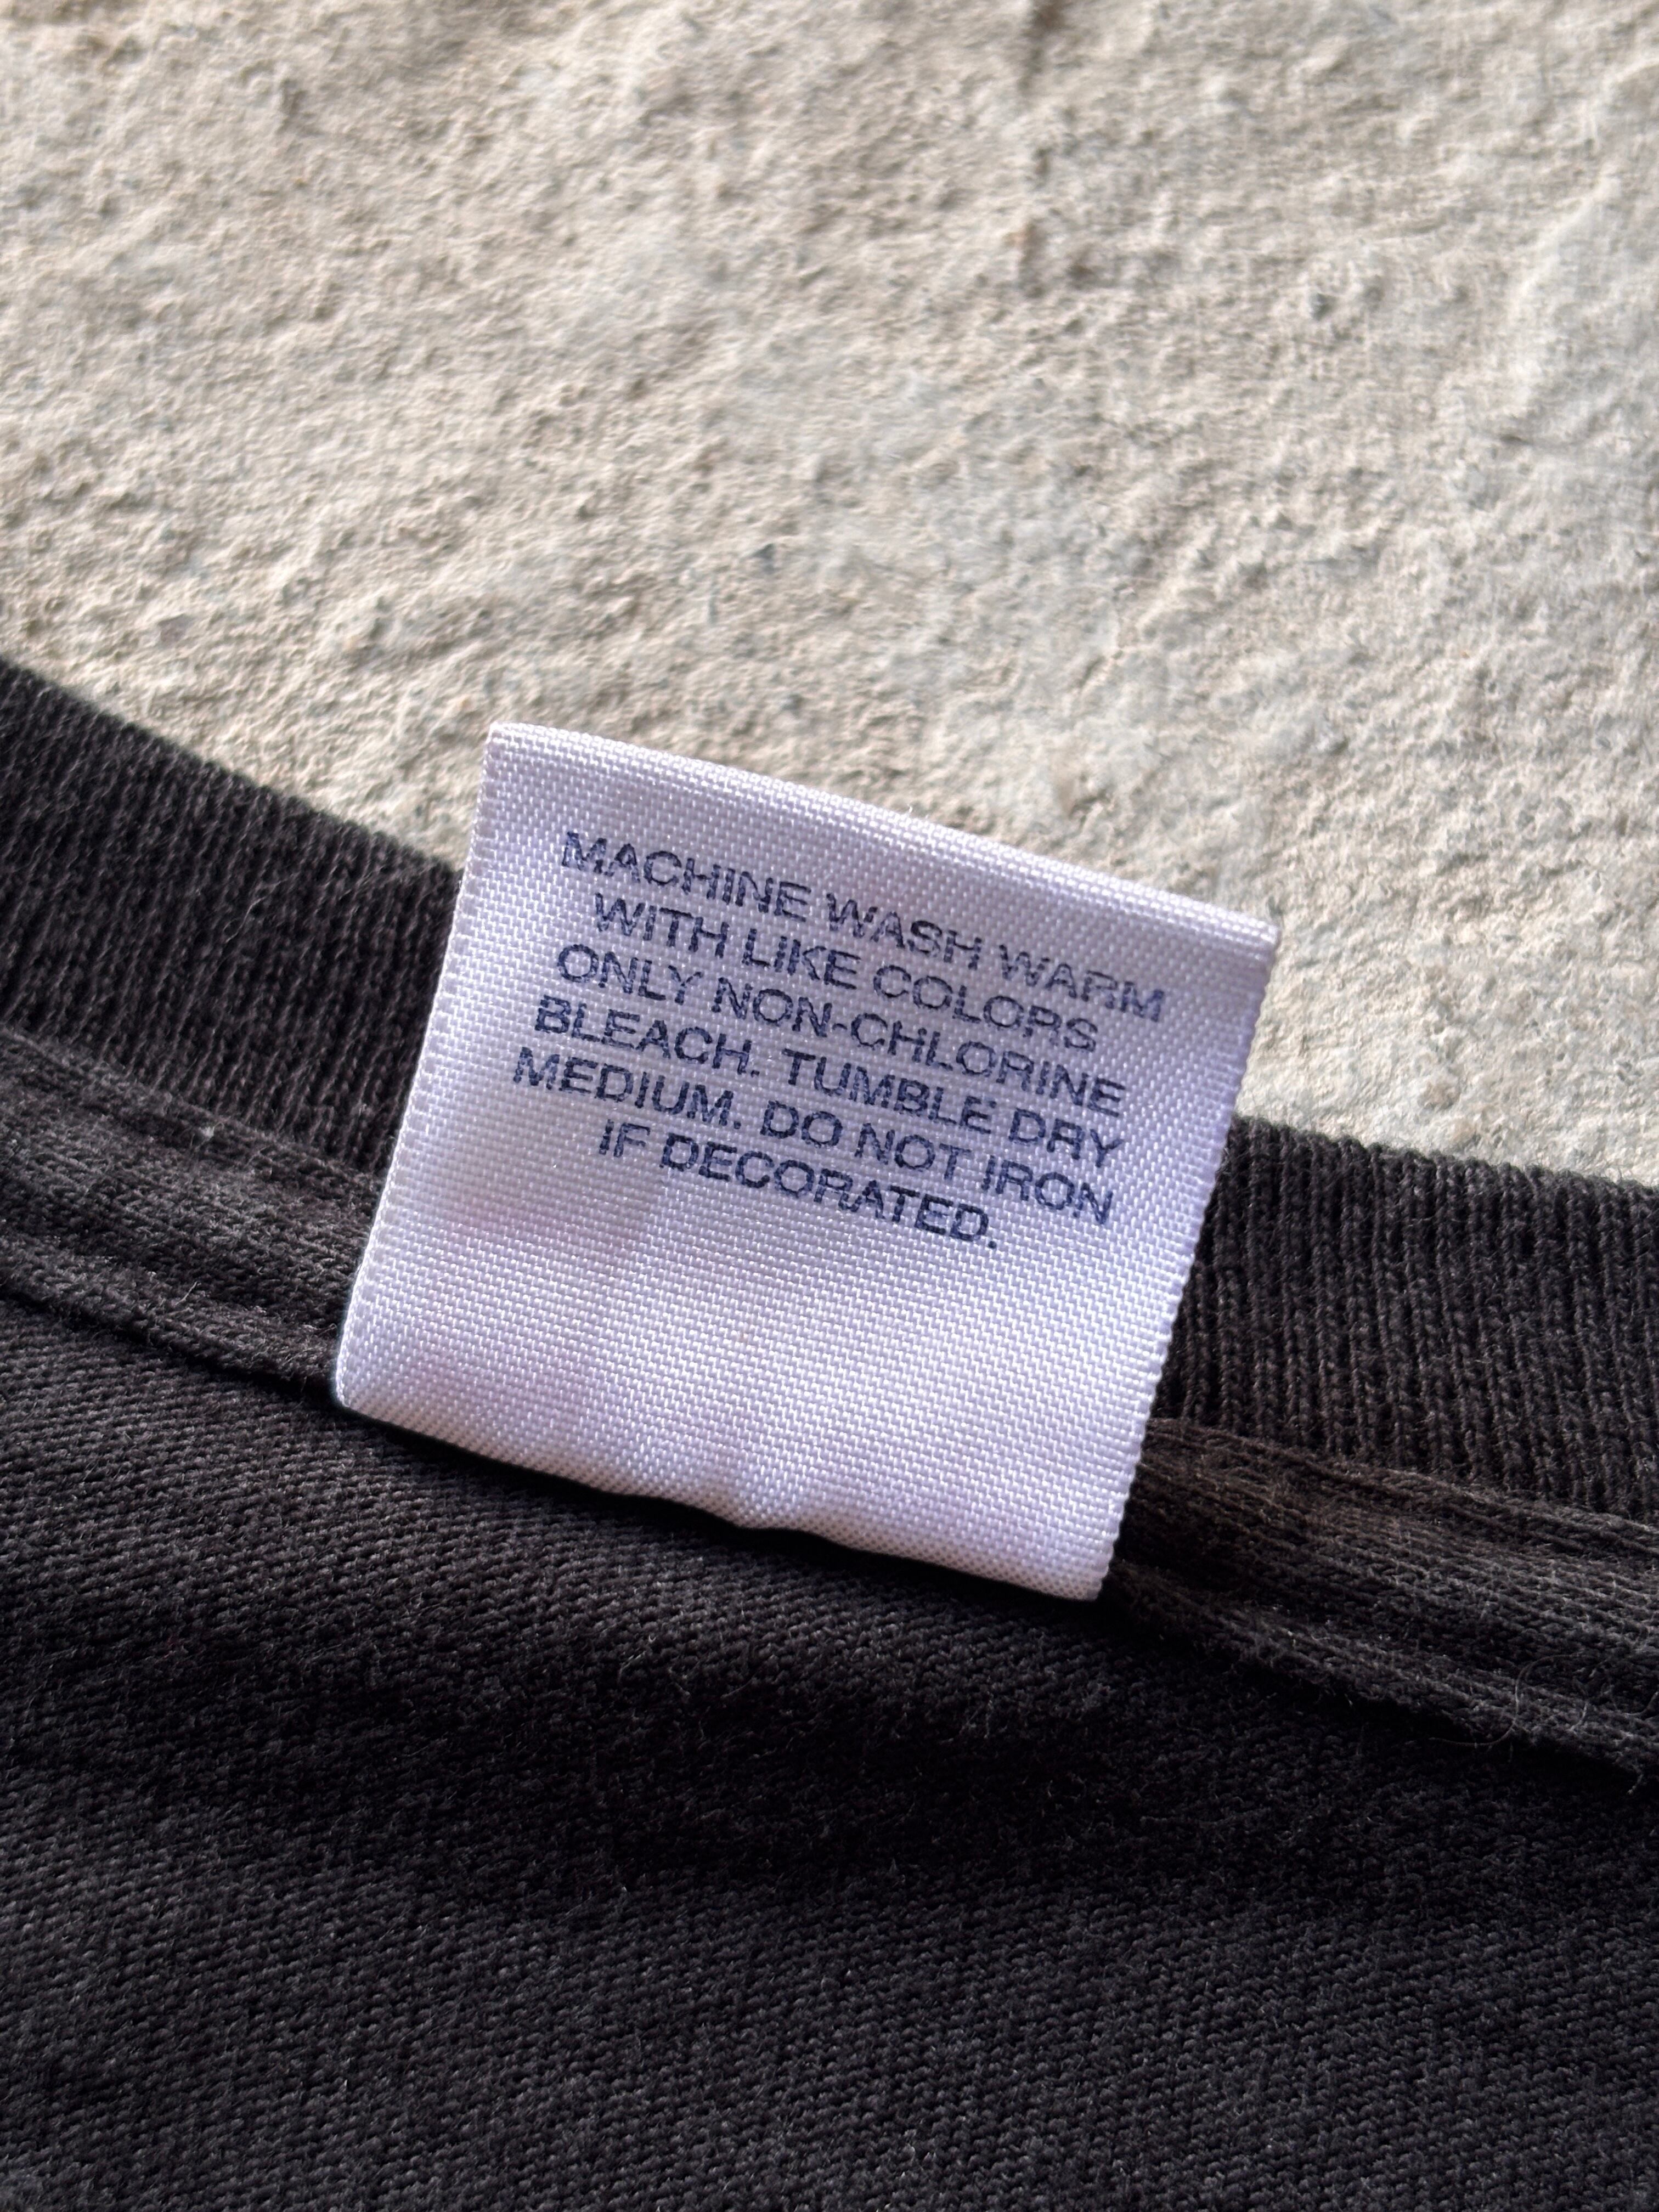 MACHINE WASH WARM
WITH LIKE COLORS
ONLY NON-CHLORINE
BLEACH. TUMBLE DRY
MEDIUM. DO NOT IRON
IF DECORATED.